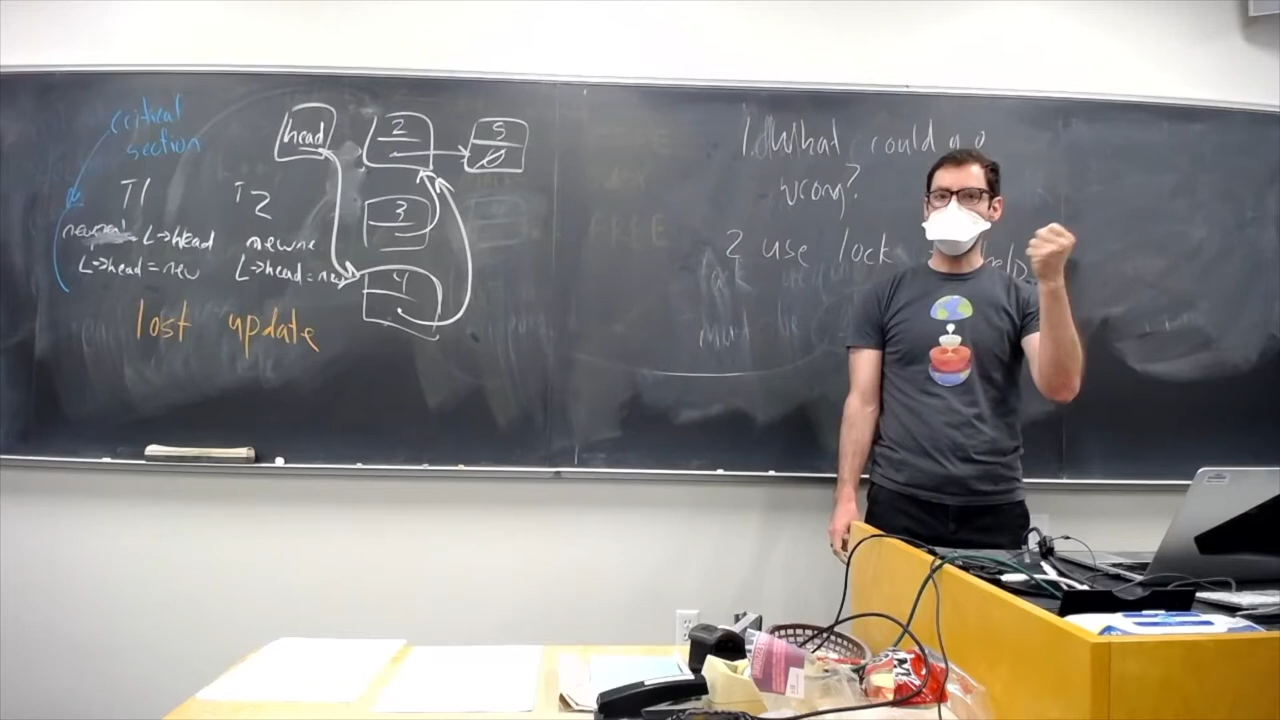 critical
section
T1
T2
L->head
newne
L->head = new
L->head = new
lost update
head
2
5
3
4
1. What could go
wrong?
2 use lock